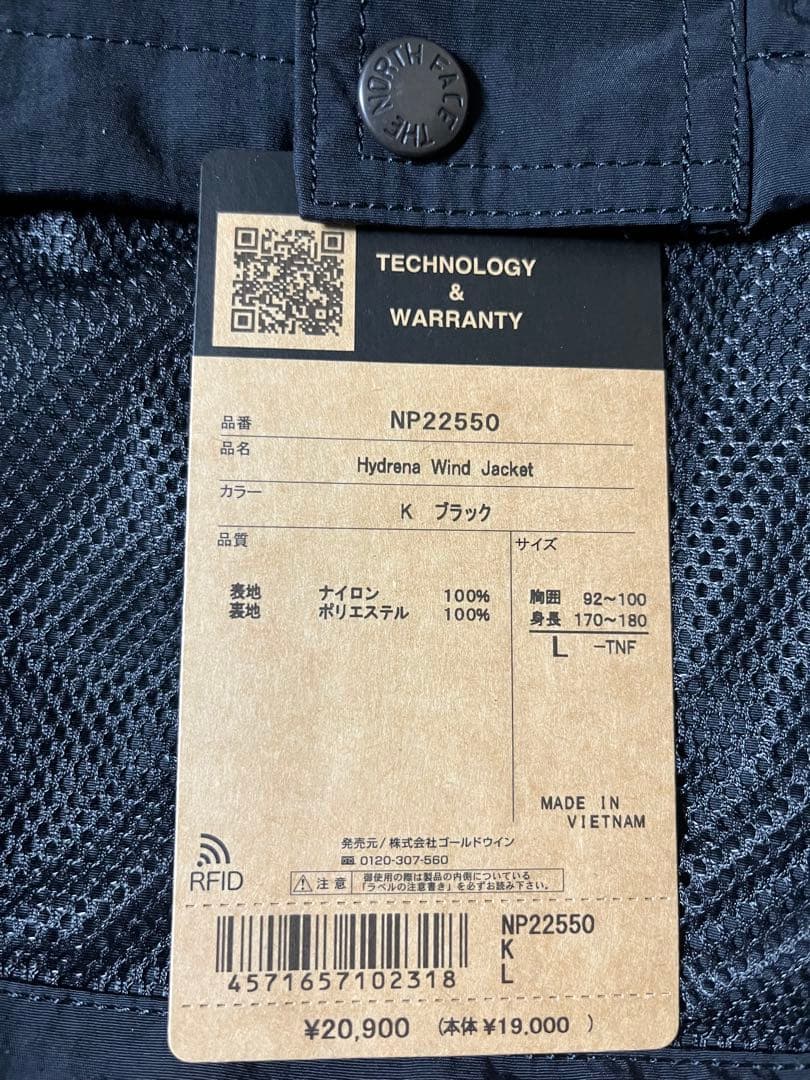 THE NORTH FACE
TECHNOLOGY
&
WARRANTY
品番 NP22550
品名
Hydrena Wind Jacket
カラー
K ブラック
品質
サイズ
表地 ナイロン 100%
裏地 ポリエステル 100%
胸囲 92～100
身長 170～180
L -TNF
MADE IN
VIETNAM
発売元/株式会社ゴールドウイン
☎ 0120-307-560
RFID
⚠ 注意
御使用の際は製品の内側についている
「ラベルの注意書き」を必ずお読み下さい。
4571657102318
NP22550
K
L
¥20,900 (本体 ¥19,000 )